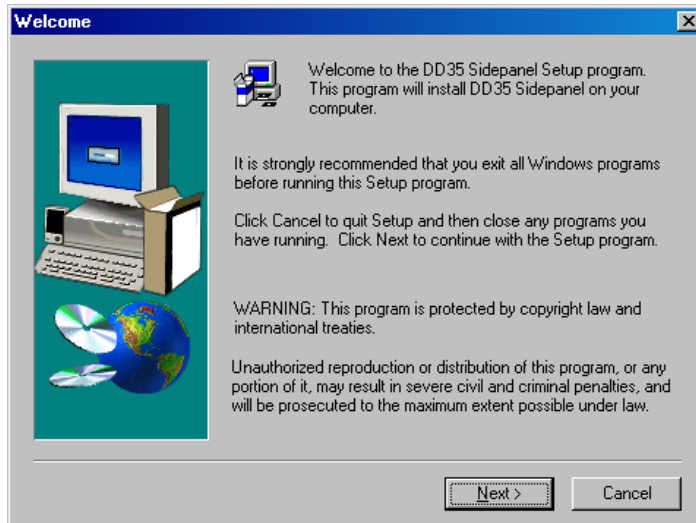 Welcome
Welcome to the DD35 Sidepanel Setup program.
This program will install DD35 Sidepanel on your
computer.
It is strongly recommended that you exit all Windows programs
before running this Setup program.
Click Cancel to quit Setup and then close any programs you
have running.  Click Next to continue with the Setup program.
WARNING: This program is protected by copyright law and
international treaties.
Unauthorized reproduction or distribution of this program, or any
portion of it, may result in severe civil and criminal penalties, and
will be prosecuted to the maximum extent possible under law.
Next >
Cancel